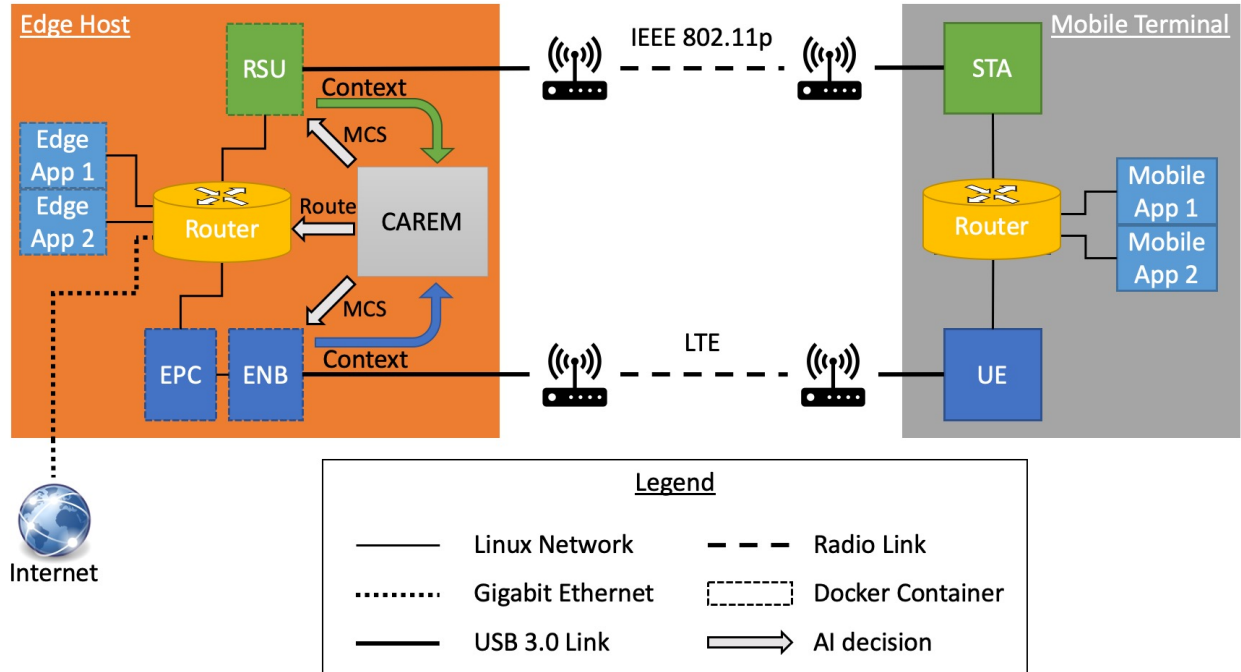 Edge Host
IEEE 802.11p
Mobile Terminal
RSU
STA
Context
MCS
Edge
App 1
Edge
App 2
Router
Route
CAREM
Router
Mobile
App 1
Mobile
App 2
MCS
LTE
EPC
ENB
Context
UE
Legend
Linux Network
Radio Link
Internet
Gigabit Ethernet
Docker Container
USB 3.0 Link
AI decision